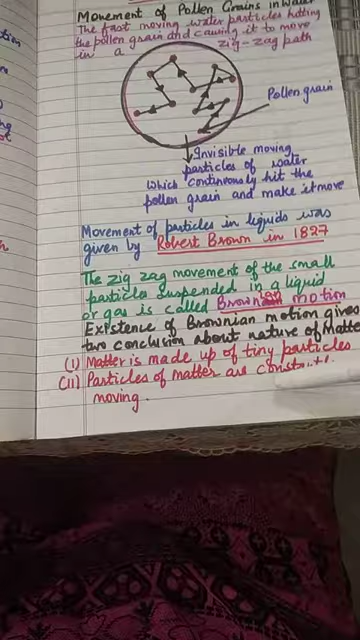 Movement of Pollen Grains in Water
The fast moving water particles hitting
the pollen grain and causing it to move
in a zig-zag path
Pollen grain
Invisible moving
particles of water
which continuously hit the
pollen grain and make it move
Movement of particles in liquids was
given by Robert Brown in 1827
The zig zag movement of the small
particles suspended in a liquid
or gas is called Brownian motion
Existence of Brownian motion gives
two conclusion about nature of Matter
(i) Matter is made up of tiny particles
(ii) Particles of matter are
moving.